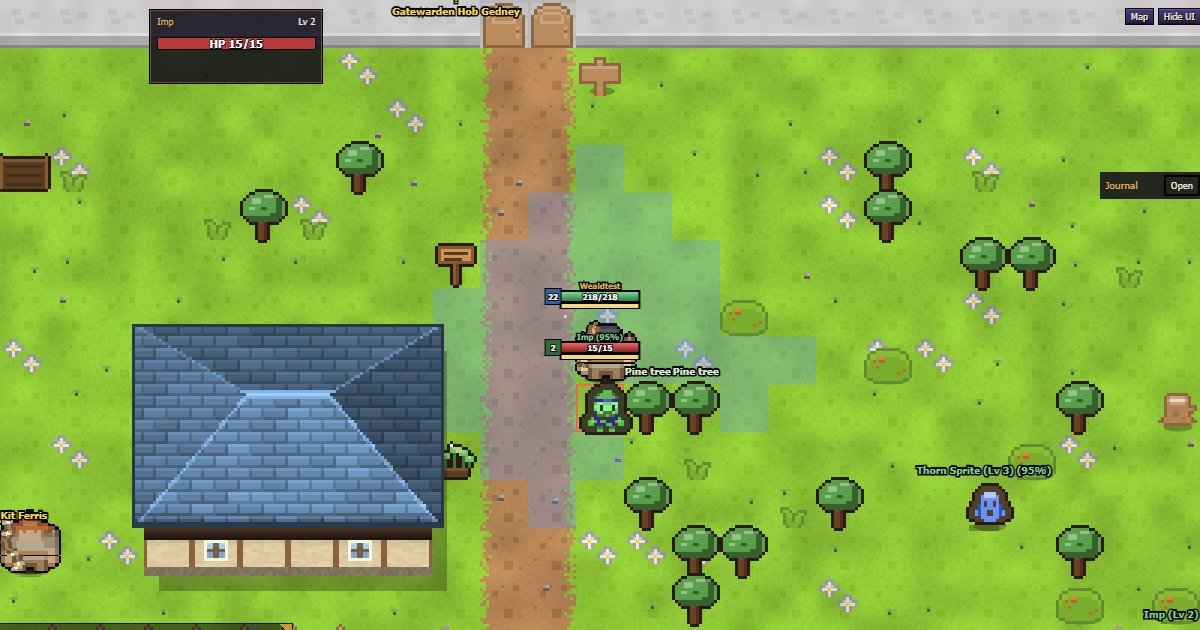 Gatewarden Hob Gedney
Imp Lv 2
HP 15/15
Map Hide UI
Journal Open
Wealdtest
22 218/218
Imp (95%)
2 15/15
Pine tree Pine tree
Thorn Sprite (Lv 3) (95%)
Kit Ferris
Imp (Lv 2)